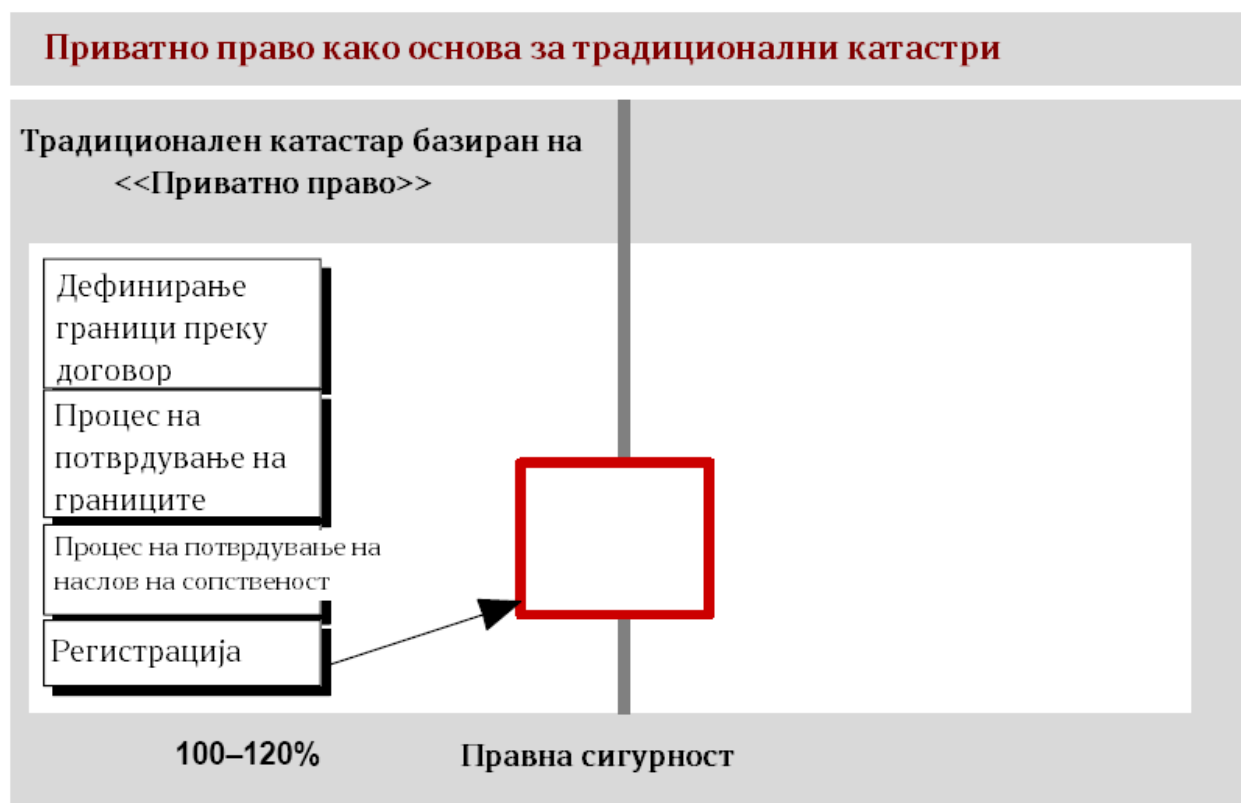 Приватно право како основа за традиционални катастри
Традиционален катастар базиран на
<<Приватно право>>
Дефинирање
граници преку
договор
Процес на
потврдување на
границите
Процес на потврдување на
наслов на сопственост
Регистрација
100–120%
Правна сигурност